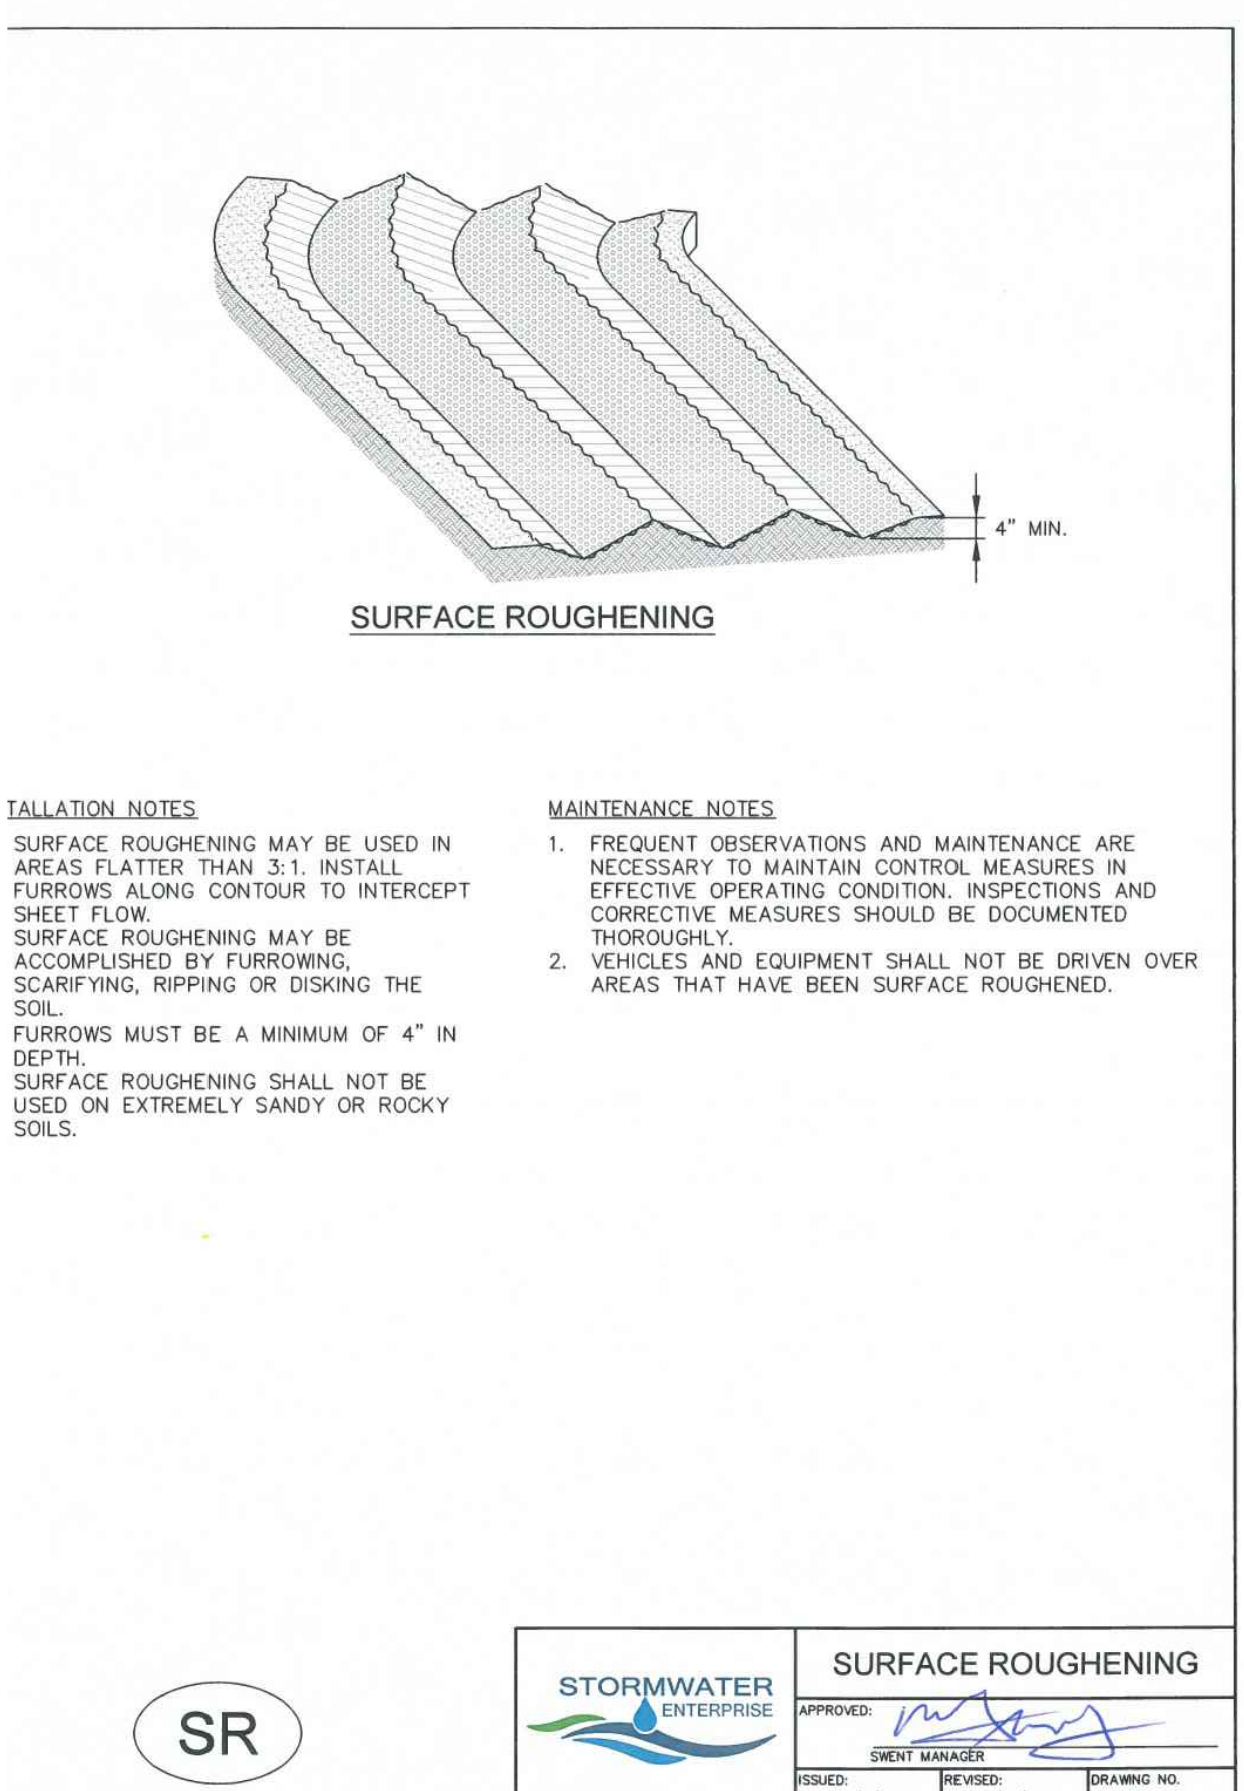 4" MIN.
SURFACE ROUGHENING
TALLATION NOTES
SURFACE ROUGHENING MAY BE USED IN
AREAS FLATTER THAN 3:1. INSTALL
FURROWS ALONG CONTOUR TO INTERCEPT
SHEET FLOW.
SURFACE ROUGHENING MAY BE
ACCOMPLISHED BY FURROWING,
SCARIFYING, RIPPING OR DISKING THE
SOIL.
FURROWS MUST BE A MINIMUM OF 4" IN
DEPTH.
SURFACE ROUGHENING SHALL NOT BE
USED ON EXTREMELY SANDY OR ROCKY
SOILS.
MAINTENANCE NOTES
1. FREQUENT OBSERVATIONS AND MAINTENANCE ARE
NECESSARY TO MAINTAIN CONTROL MEASURES IN
EFFECTIVE OPERATING CONDITION. INSPECTIONS AND
CORRECTIVE MEASURES SHOULD BE DOCUMENTED
THOROUGHLY.
2. VEHICLES AND EQUIPMENT SHALL NOT BE DRIVEN OVER
AREAS THAT HAVE BEEN SURFACE ROUGHENED.
SR
STORMWATER
ENTERPRISE
SURFACE ROUGHENING
APPROVED:
SWENT MANAGER
ISSUED:
REVISED:
DRAWING NO.